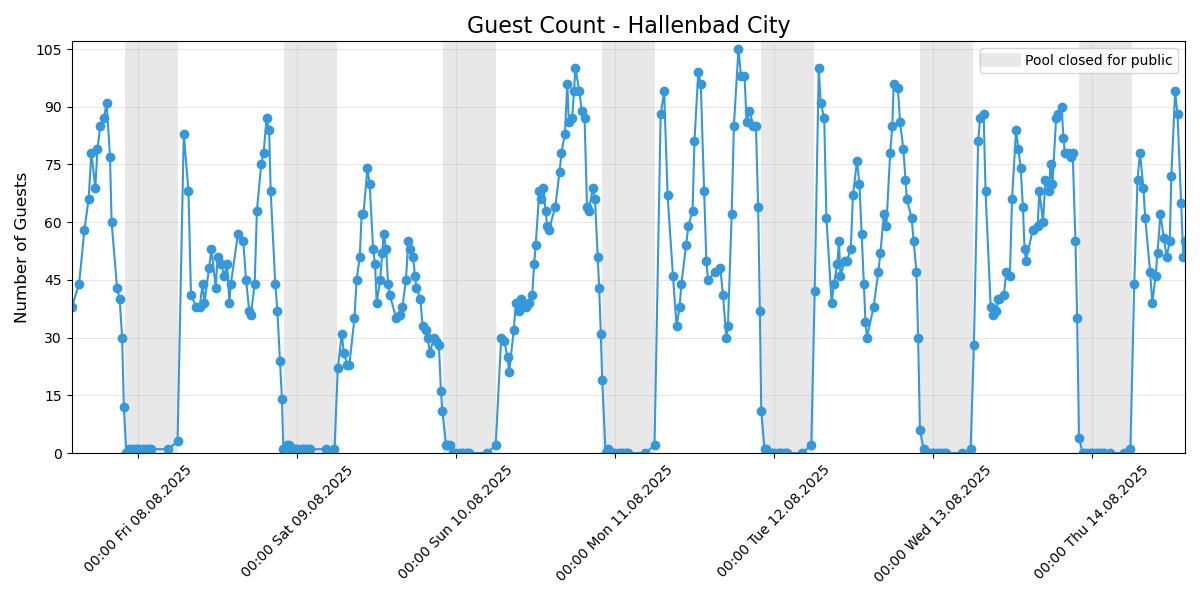 Guest Count - Hallenbad City
Pool closed for public
Number of Guests
105
90
75
60
45
30
15
0
00:00 Fri 08.08.2025
00:00 Sat 09.08.2025
00:00 Sun 10.08.2025
00:00 Mon 11.08.2025
00:00 Tue 12.08.2025
00:00 Wed 13.08.2025
00:00 Thu 14.08.2025